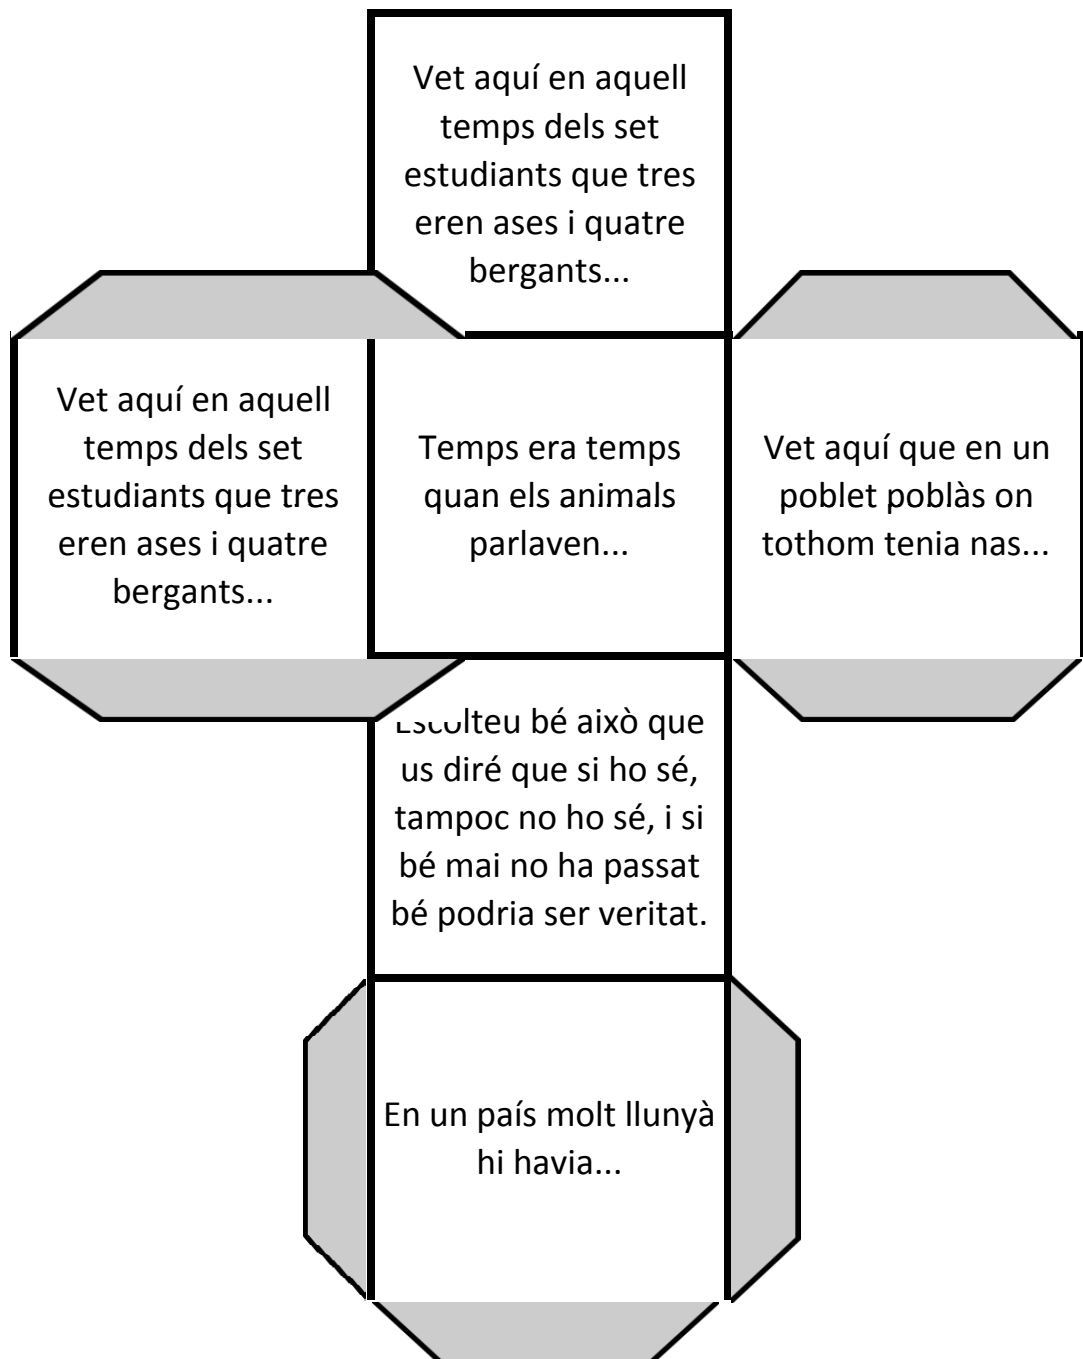 Vet aquí en aquell
temps dels set
estudiants que tres
eren ases i quatre
bergants...
Vet aquí en aquell
temps dels set
estudiants que tres
eren ases i quatre
bergants...
Temps era temps
quan els animals
parlaven...
Vet aquí que en un
poblet poblàs on
tothom tenia nas...
Escolteu bé això que
us diré que si ho sé,
tampoc no ho sé, i si
bé mai no ha passat
bé podria ser veritat.
En un país molt llunyà
hi havia...